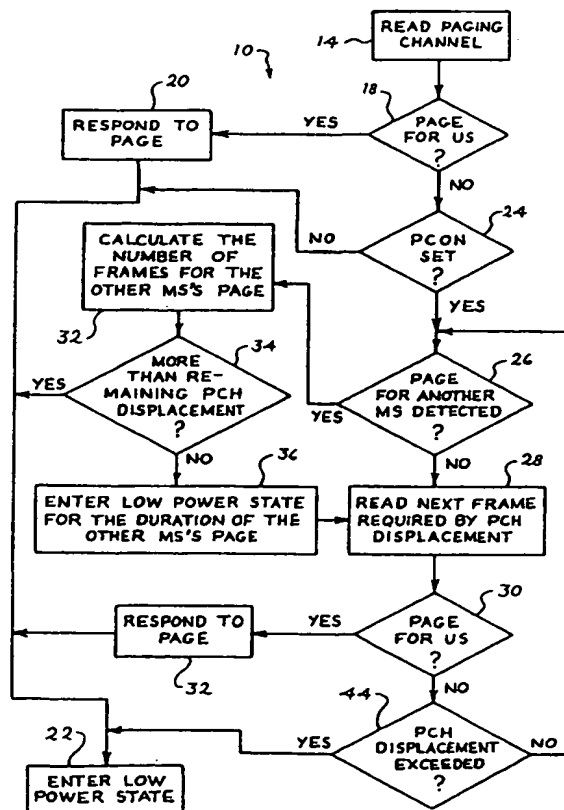 14
READ PAGING
CHANNEL
10
20
18
RESPOND TO
PAGE
YES
PAGE
FOR US
?
NO
24
NO
PCON
SET
?
YES
CALCULATE THE
NUMBER OF
FRAMES FOR THE
OTHER MS'S PAGE
32
34
YES
MORE
THAN RE-
MAINING PCH
DISPLACEMENT
?
NO
26
YES
PAGE
FOR ANOTHER
MS DETECTED
?
NO
36
ENTER LOW POWER STATE
FOR THE DURATION OF THE
OTHER MS'S PAGE
28
READ NEXT FRAME
REQUIRED BY PCH
DISPLACEMENT
30
RESPOND TO
PAGE
32
YES
PAGE
FOR US
?
NO
44
YES
PCH
DISPLACEMENT
EXCEEDED
?
NO
22
ENTER LOW
POWER STATE